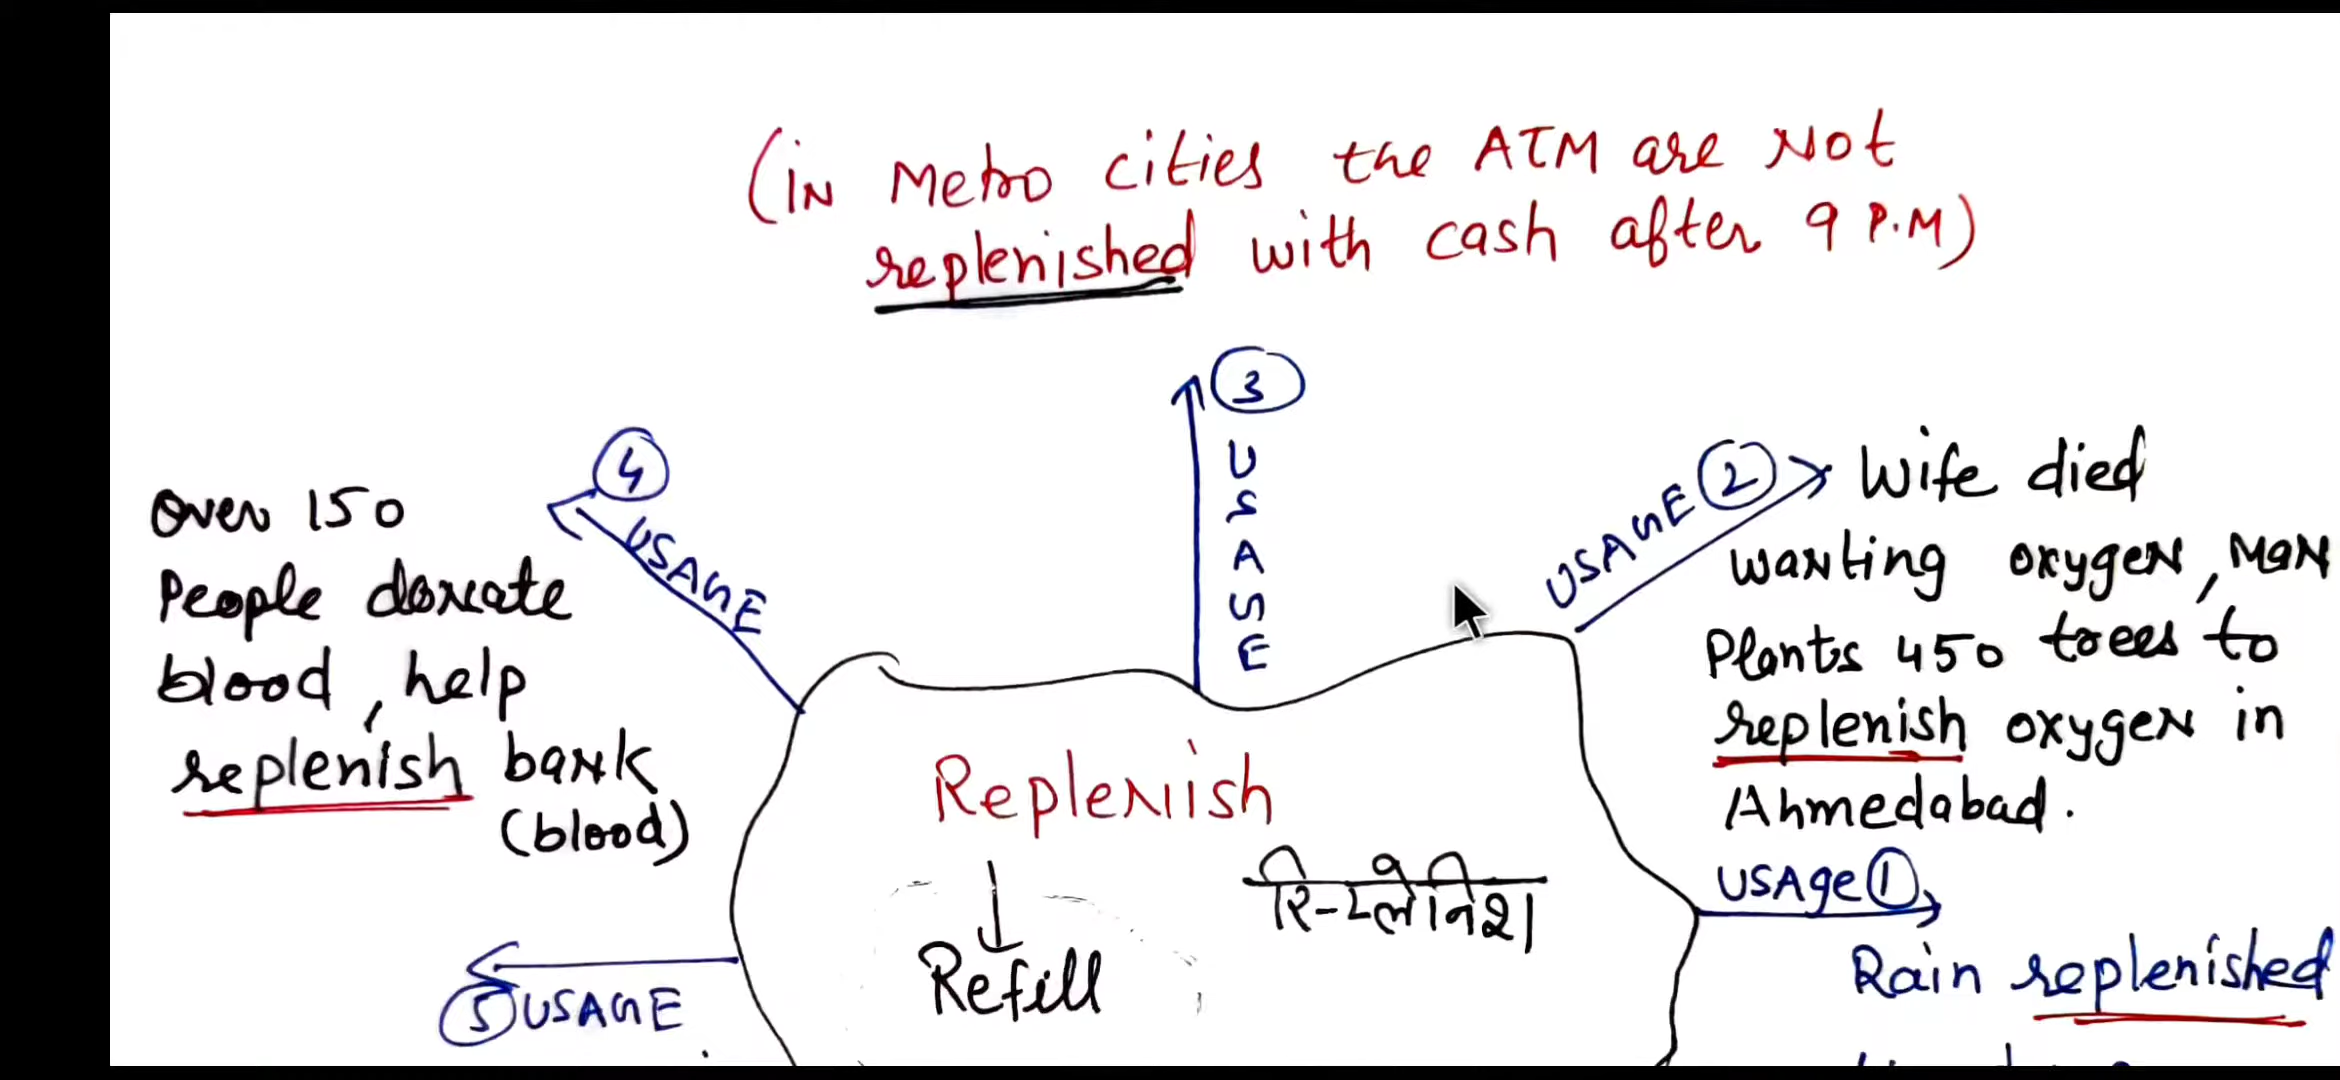 (IN Metro cities the ATM are Not
replenished with cash after 9 P.M)
3
USAGE
4
USAGE
Over 150
People donate
blood, help
replenish bank
(blood)
USAGE 2
Wife died
wanting oxygen, MaN
Plants 450 trees to
replenish oxygen in
Ahmedabad.
Replenish
रि-प्लेनिश
Refill
USAge 1
Rain replenished
5 USAGE